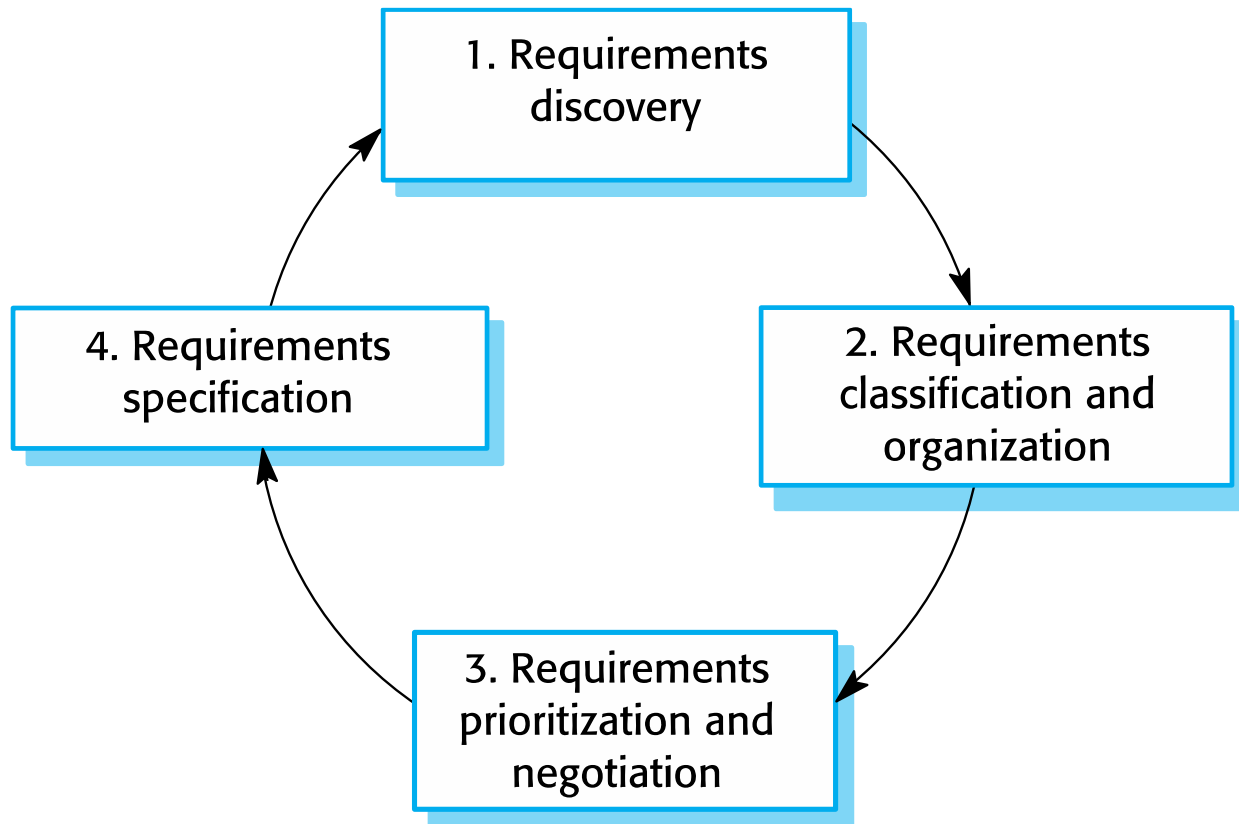 1. Requirements
discovery
2. Requirements
classification and
organization
3. Requirements
prioritization and
negotiation
4. Requirements
specification